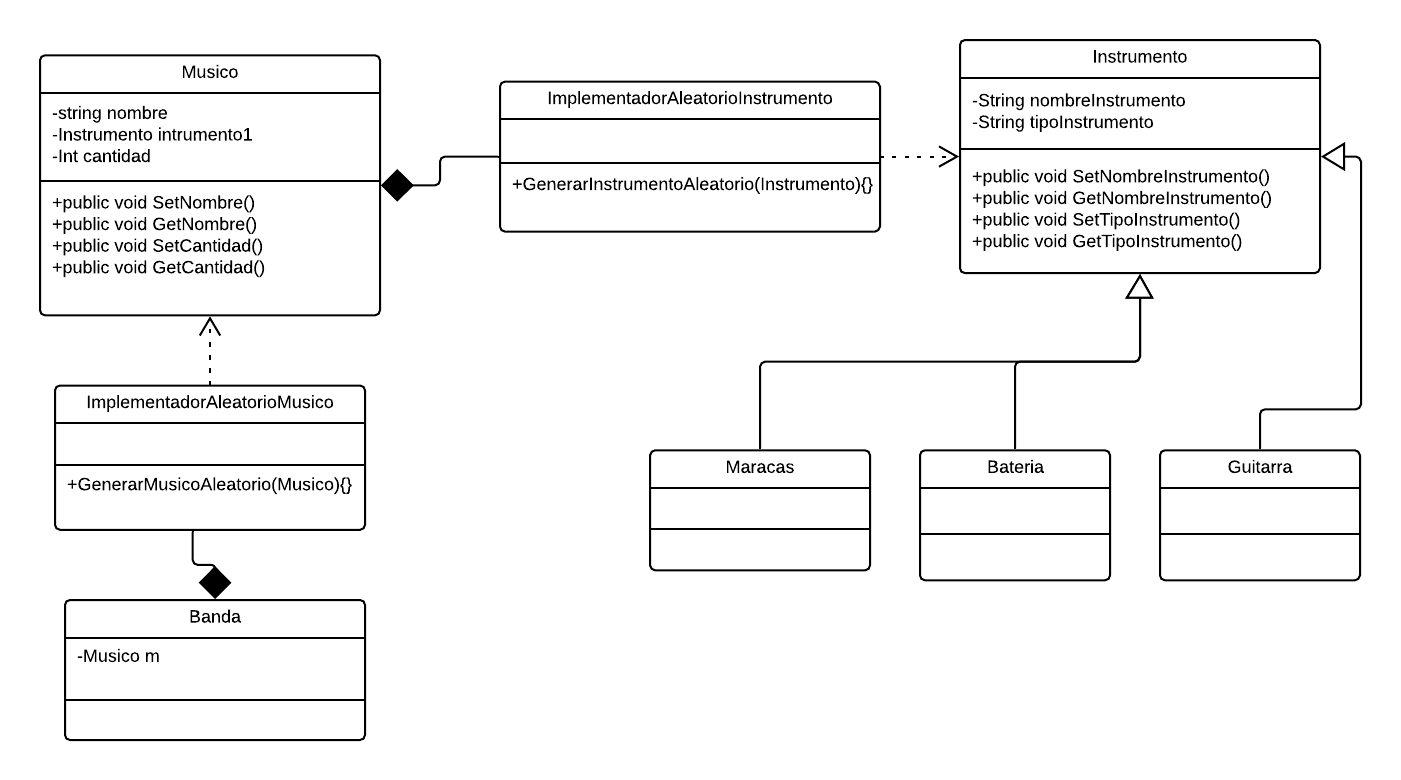 Musico
-string nombre
-Instrumento intrumento1
-Int cantidad
+public void SetNombre()
+public void GetNombre()
+public void SetCantidad()
+public void GetCantidad()
ImplementadorAleatorioInstrumento
+GenerarInstrumentoAleatorio(Instrumento){}
Instrumento
-String nombreInstrumento
-String tipoInstrumento
+public void SetNombreInstrumento()
+public void GetNombreInstrumento()
+public void SetTipoInstrumento()
+public void GetTipoInstrumento()
ImplementadorAleatorioMusico
+GenerarMusicoAleatorio(Musico){}
Maracas
Bateria
Guitarra
Banda
-Musico m